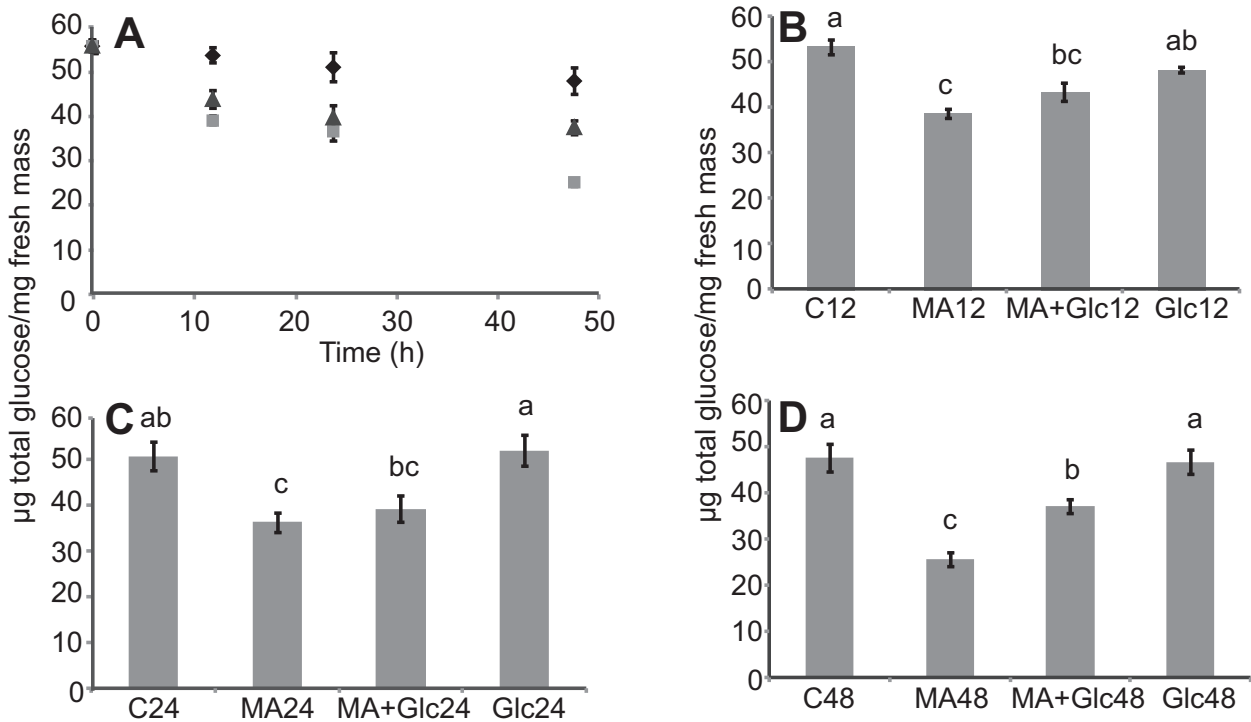 µg total glucose/mg fresh mass
A
60
50
40
30
20
10
0
0 10 20 30 40 50
Time (h)
µg total glucose/mg fresh mass
B
60
50
40
30
20
10
0
a
c
bc
ab
C12 MA12 MA+Glc12 Glc12
C
60
50
40
30
20
10
0
ab
c
bc
a
C24 MA24 MA+Glc24 Glc24
D
60
50
40
30
20
10
0
a
c
b
a
C48 MA48 MA+Glc48 Glc48